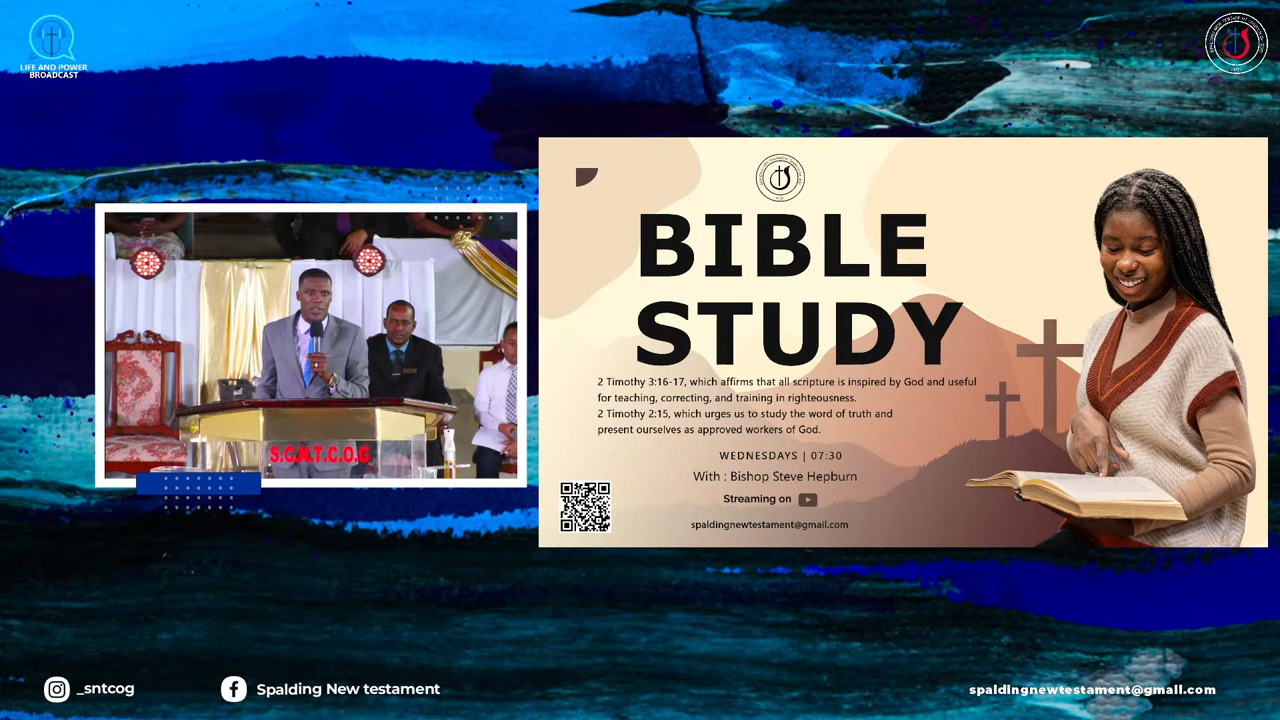 LIFE AND POWER
BROADCAST
S.C.N.T.C.O.G
BIBLE
STUDY
2 Timothy 3:16-17, which affirms that all scripture is inspired by God and useful
for teaching, correcting, and training in righteousness.
2 Timothy 2:15, which urges us to study the word of truth and
present ourselves as approved workers of God.
WEDNESDAYS | 07:30
With : Bishop Steve Hepburn
Streaming on
spaldingnewtestament@gmail.com
_sntcog
Spalding New testament
spaldingnewtestament@gmail.com